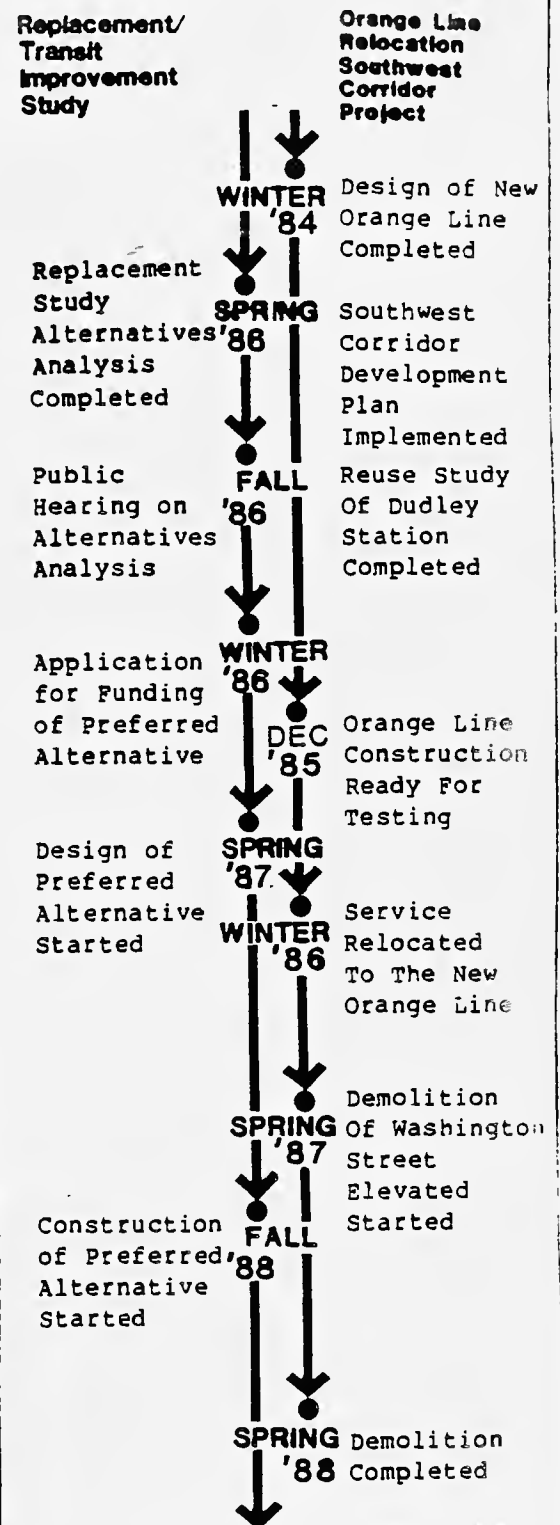 Replacement/
Transit
Improvement
Study
Orange Line
Relocation
Southwest
Corridor
Project
WINTER
'84
Design of New
Orange Line
Completed
Replacement
Study
Alternatives
Analysis
Completed
SPRING
'86
Southwest
Corridor
Development
Plan
Implemented
Public
Hearing on
Alternatives
Analysis
FALL
'86
Reuse Study
Of Dudley
Station
Completed
Application
for Funding
of Preferred
Alternative
WINTER
'86
DEC
'85
Orange Line
Construction
Ready For
Testing
Design of
Preferred
Alternative
Started
SPRING
'87
WINTER
'86
Service
Relocated
To The New
Orange Line
SPRING
'87
Demolition
Of Washington
Street
Elevated
Started
Construction
of Preferred
Alternative
Started
FALL
'88
SPRING
'88
Demolition
Completed